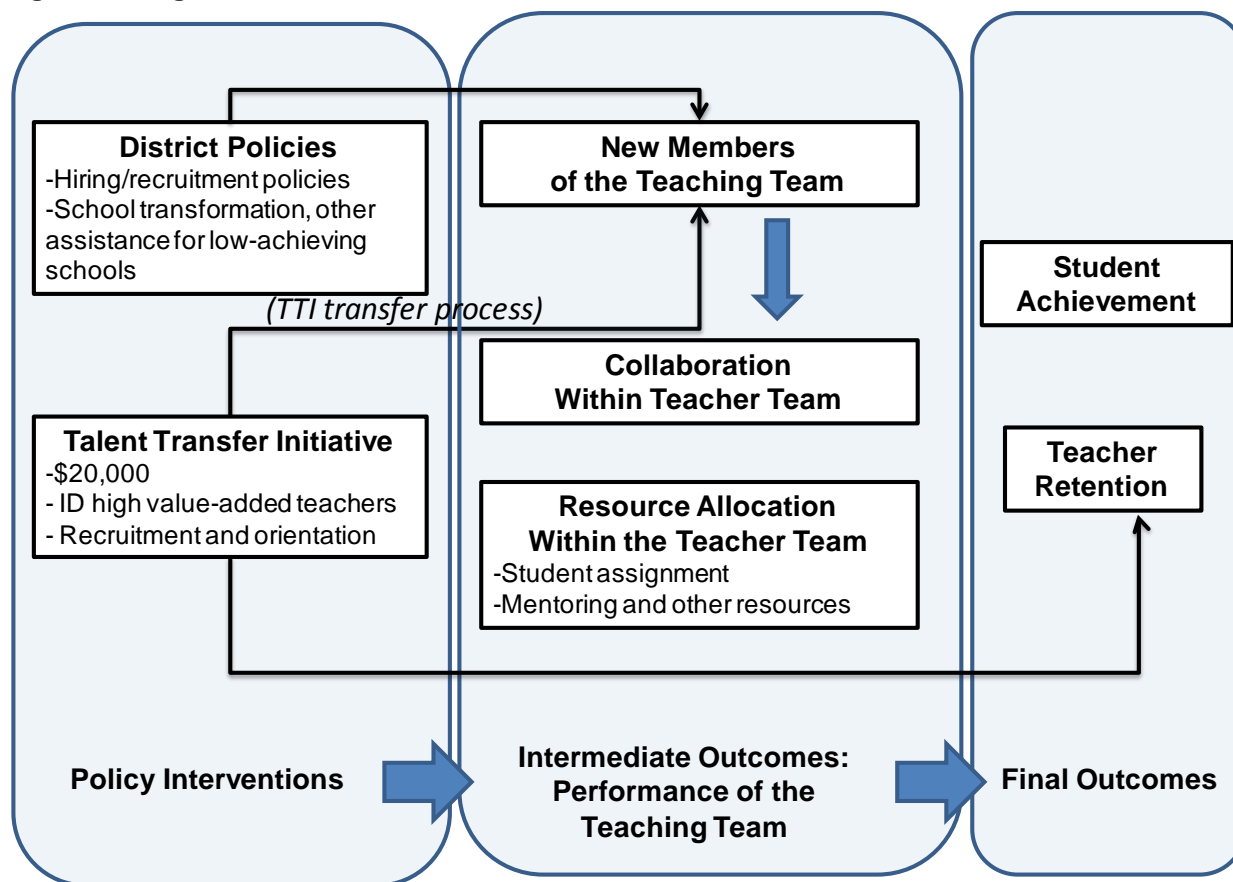 District Policies
-Hiring/recruitment policies
-School transformation, other
assistance for low-achieving
schools
(TTI transfer process)
Talent Transfer Initiative
-$20,000
- ID high value-added teachers
- Recruitment and orientation
Policy Interventions
New Members
of the Teaching Team
Collaboration
Within Teacher Team
Resource Allocation
Within the Teacher Team
-Student assignment
-Mentoring and other resources
Intermediate Outcomes:
Performance of the
Teaching Team
Student
Achievement
Teacher
Retention
Final Outcomes